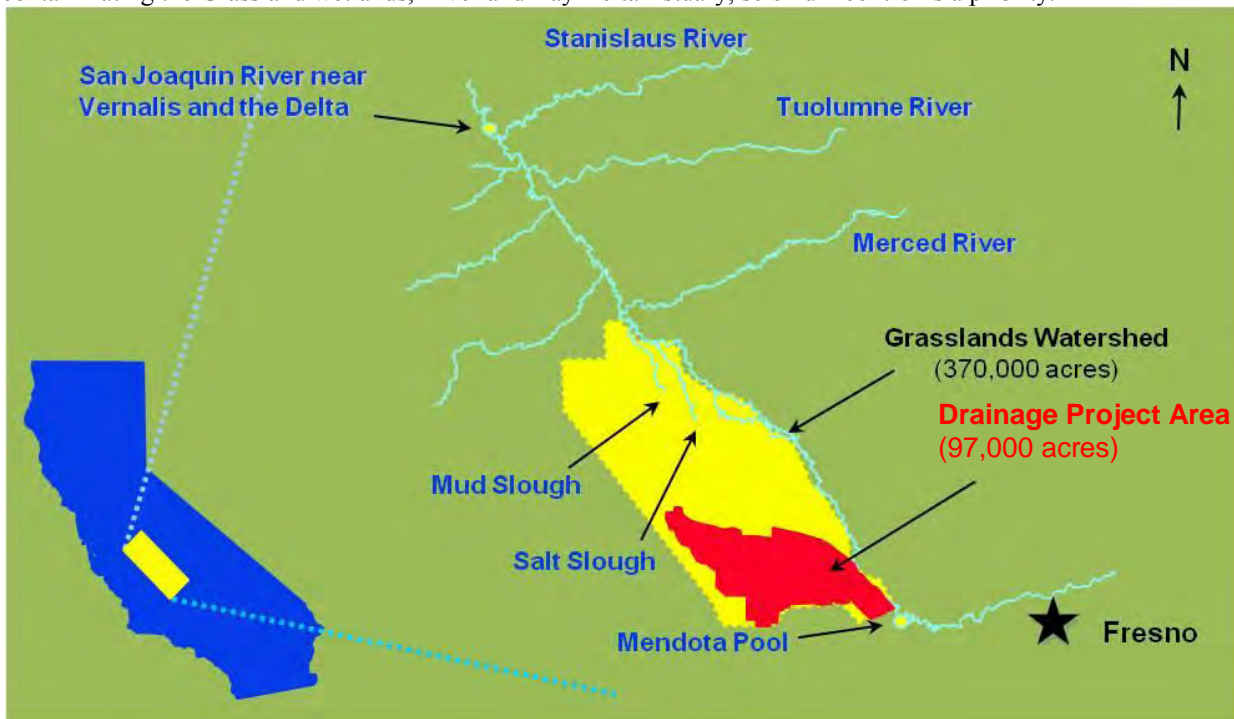 Stanislaus River
San Joaquin River near
Vernalis and the Delta
N
Tuolumne River
Merced River
Grasslands Watershed
(370,000 acres)
Drainage Project Area
(97,000 acres)
Mud Slough
Salt Slough
Mendota Pool
Fresno